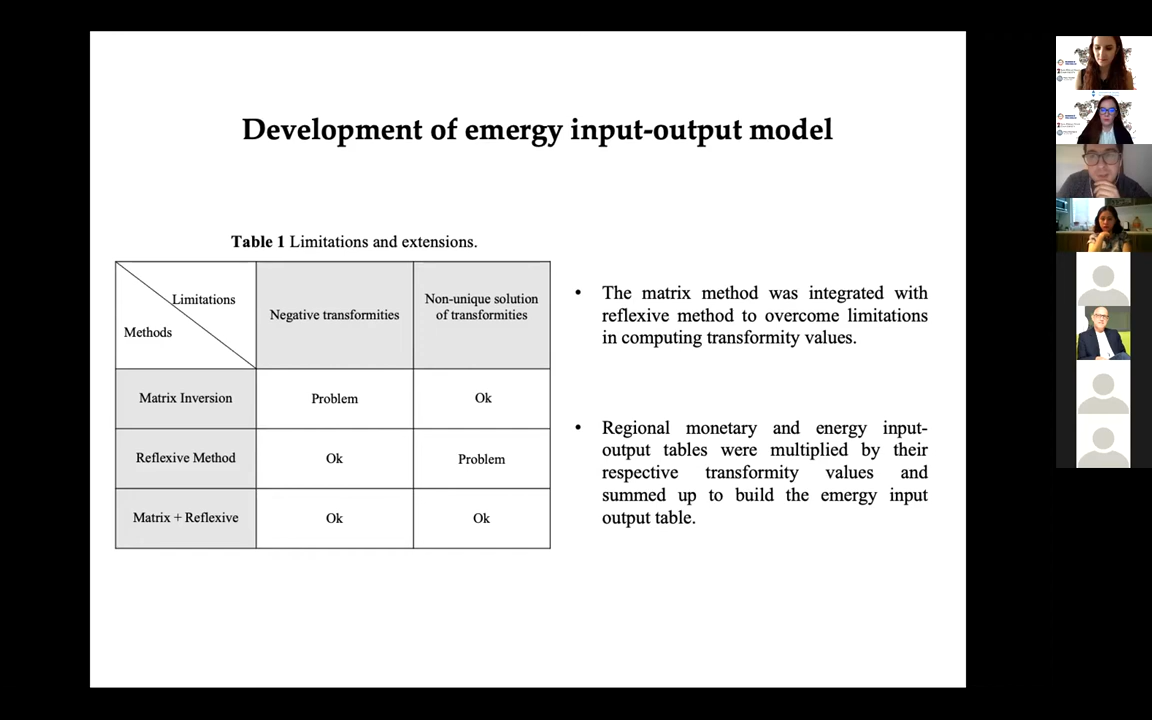 Development of emergy input-output model
Table 1 Limitations and extensions.
Limitations
Methods
Negative transformities
Non-unique solution
of transformities
Matrix Inversion
Problem
Ok
Reflexive Method
Ok
Problem
Matrix + Reflexive
Ok
Ok
• The matrix method was integrated with
reflexive method to overcome limitations
in computing transformity values.
• Regional monetary and energy input-
output tables were multiplied by their
respective transformity values and
summed up to build the emergy input
output table.